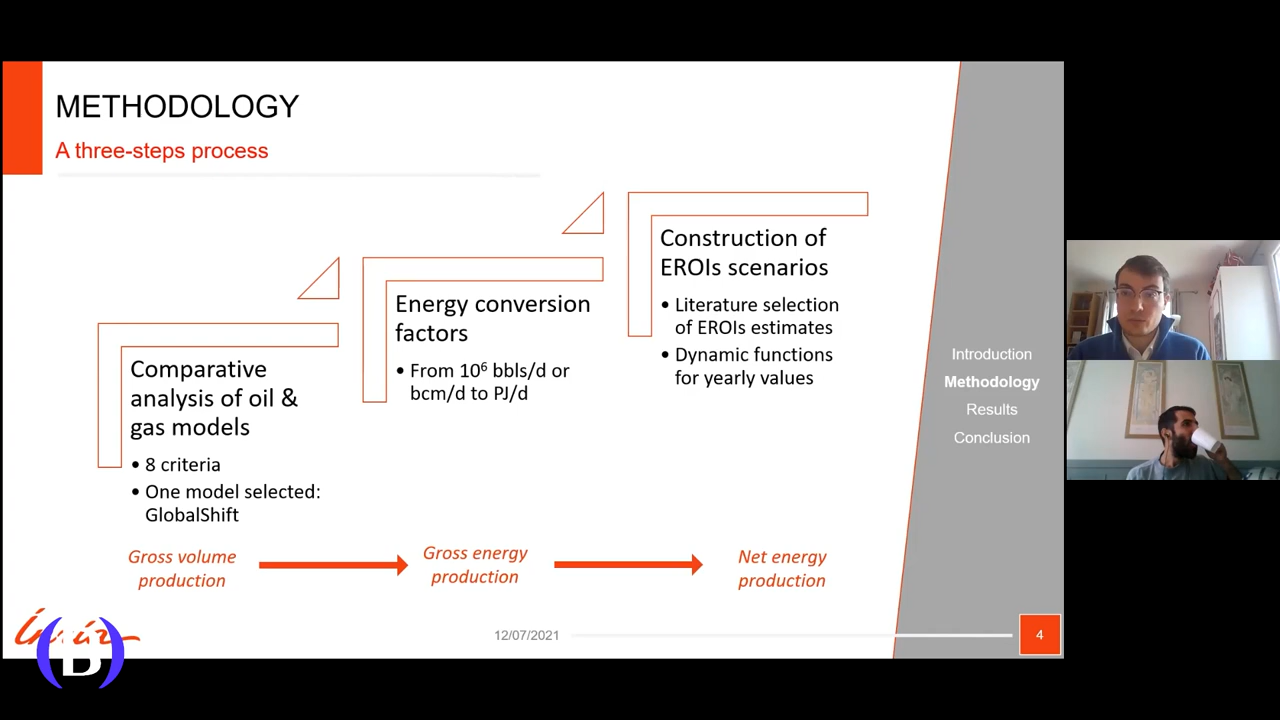 METHODOLOGY
A three-steps process
Comparative
analysis of oil &
gas models
• 8 criteria
• One model selected:
GlobalShift
Energy conversion
factors
• From 10⁶ bbls/d or
bcm/d to PJ/d
Construction of
EROIs scenarios
• Literature selection
of EROIs estimates
• Dynamic functions
for yearly values
Gross volume
production
Gross energy
production
Net energy
production
Introduction
Methodology
Results
Conclusion
12/07/2021
4
(B)